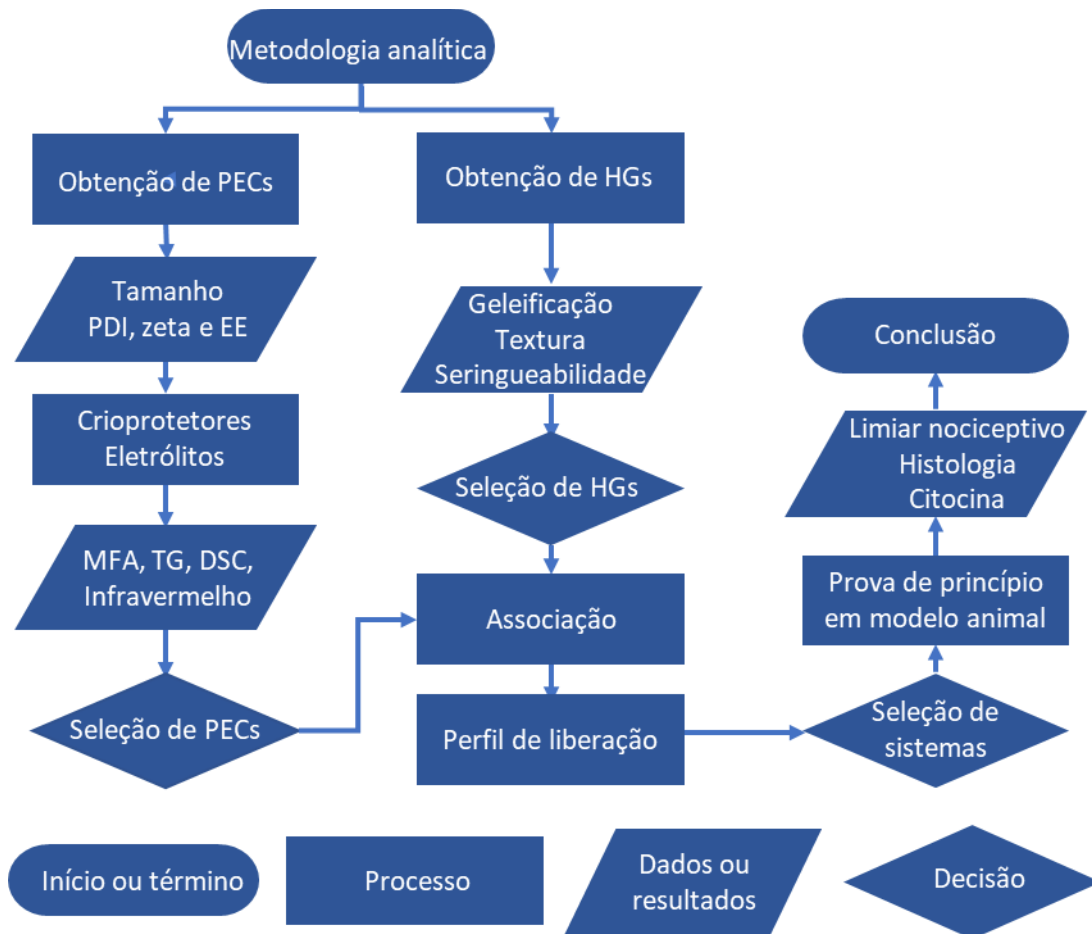 Metodologia analítica
Obtenção de PECs
Tamanho
PDI, zeta e EE
Crioprotetores
Eletrólitos
MFA, TG, DSC,
Infravermelho
Seleção de PECs
Obtenção de HGs
Geleificação
Textura
Seringueabilidade
Seleção de HGs
Associação
Perfil de liberação
Seleção de
sistemas
Prova de princípio
em modelo animal
Limiar nociceptivo
Histologia
Citocina
Conclusão
Início ou término
Processo
Dados ou
resultados
Decisão